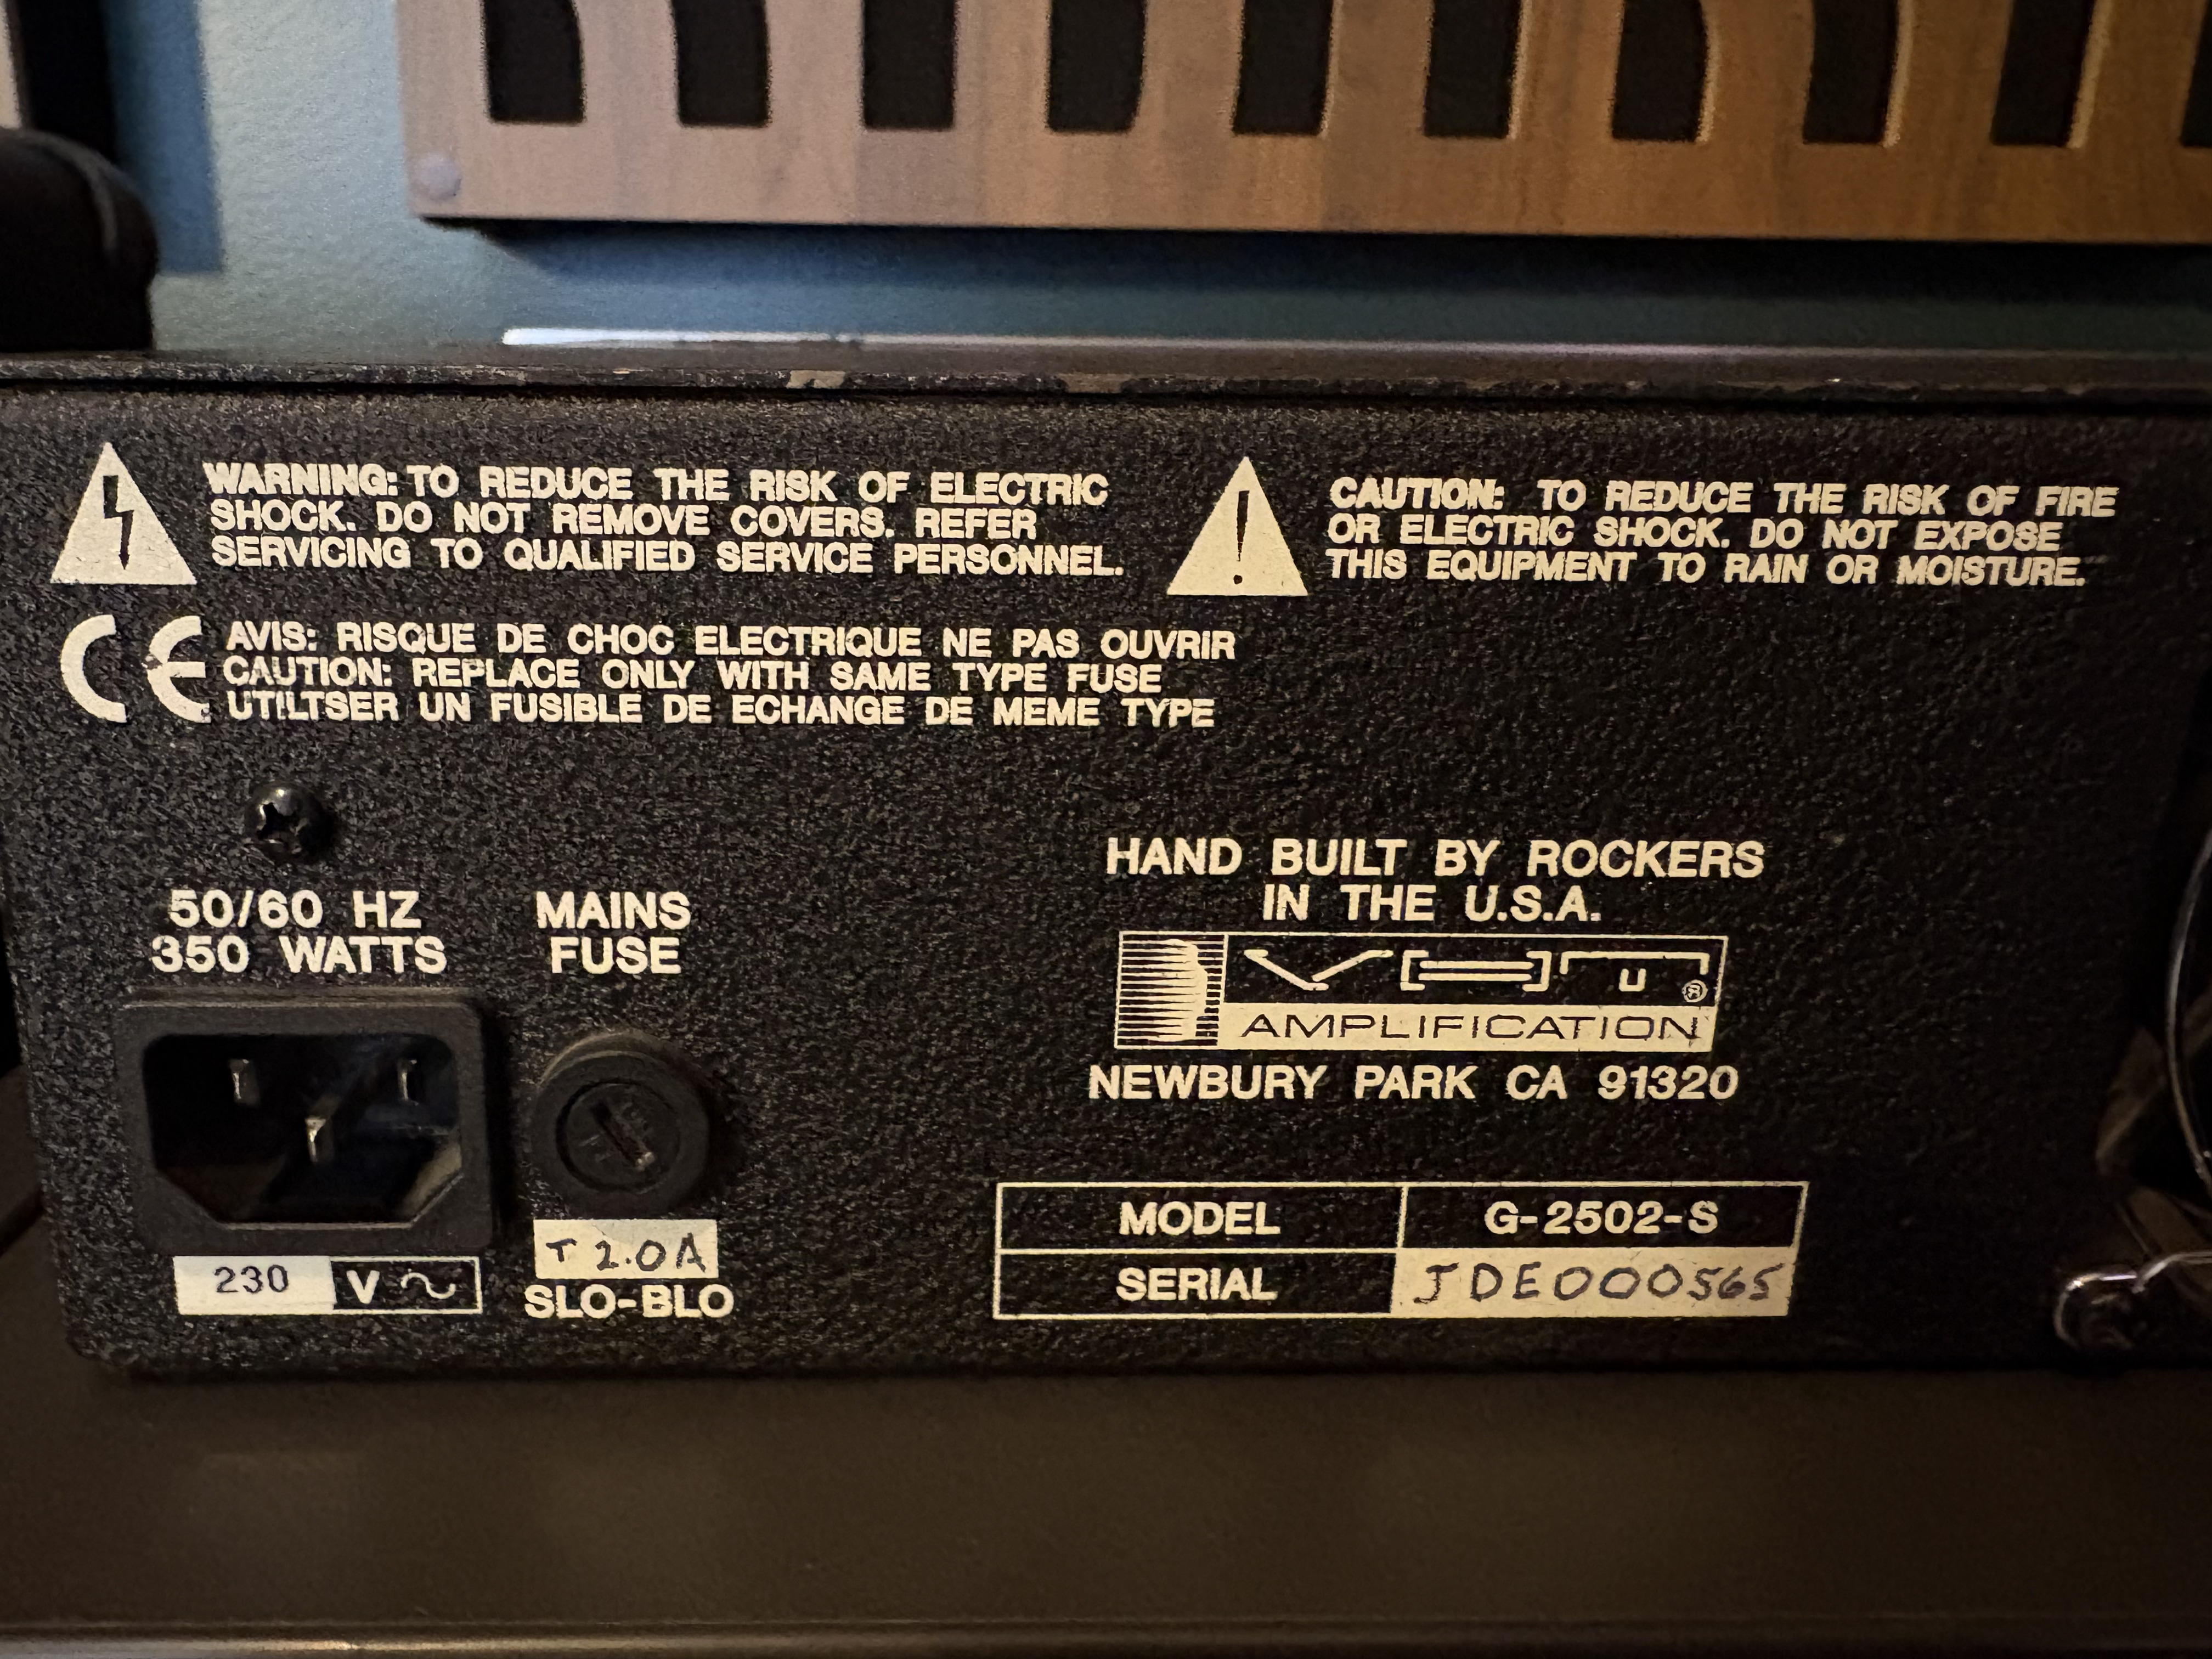 WARNING: TO REDUCE THE RISK OF ELECTRIC
SHOCK. DO NOT REMOVE COVERS. REFER
SERVICING TO QUALIFIED SERVICE PERSONNEL.
CAUTION: TO REDUCE THE RISK OF FIRE
OR ELECTRIC SHOCK. DO NOT EXPOSE
THIS EQUIPMENT TO RAIN OR MOISTURE.
CE
AVIS: RISQUE DE CHOC ELECTRIQUE NE PAS OUVRIR
CAUTION: REPLACE ONLY WITH SAME TYPE FUSE
UTILTSER UN FUSIBLE DE ECHANGE DE MEME TYPE
50/60 HZ
350 WATTS
MAINS
FUSE
230 V ~
T 2.0A
SLO-BLO
HAND BUILT BY ROCKERS
IN THE U.S.A.
VHT ®
AMPLIFICATION
NEWBURY PARK CA 91320
MODEL G-2502-S
SERIAL JDE000565